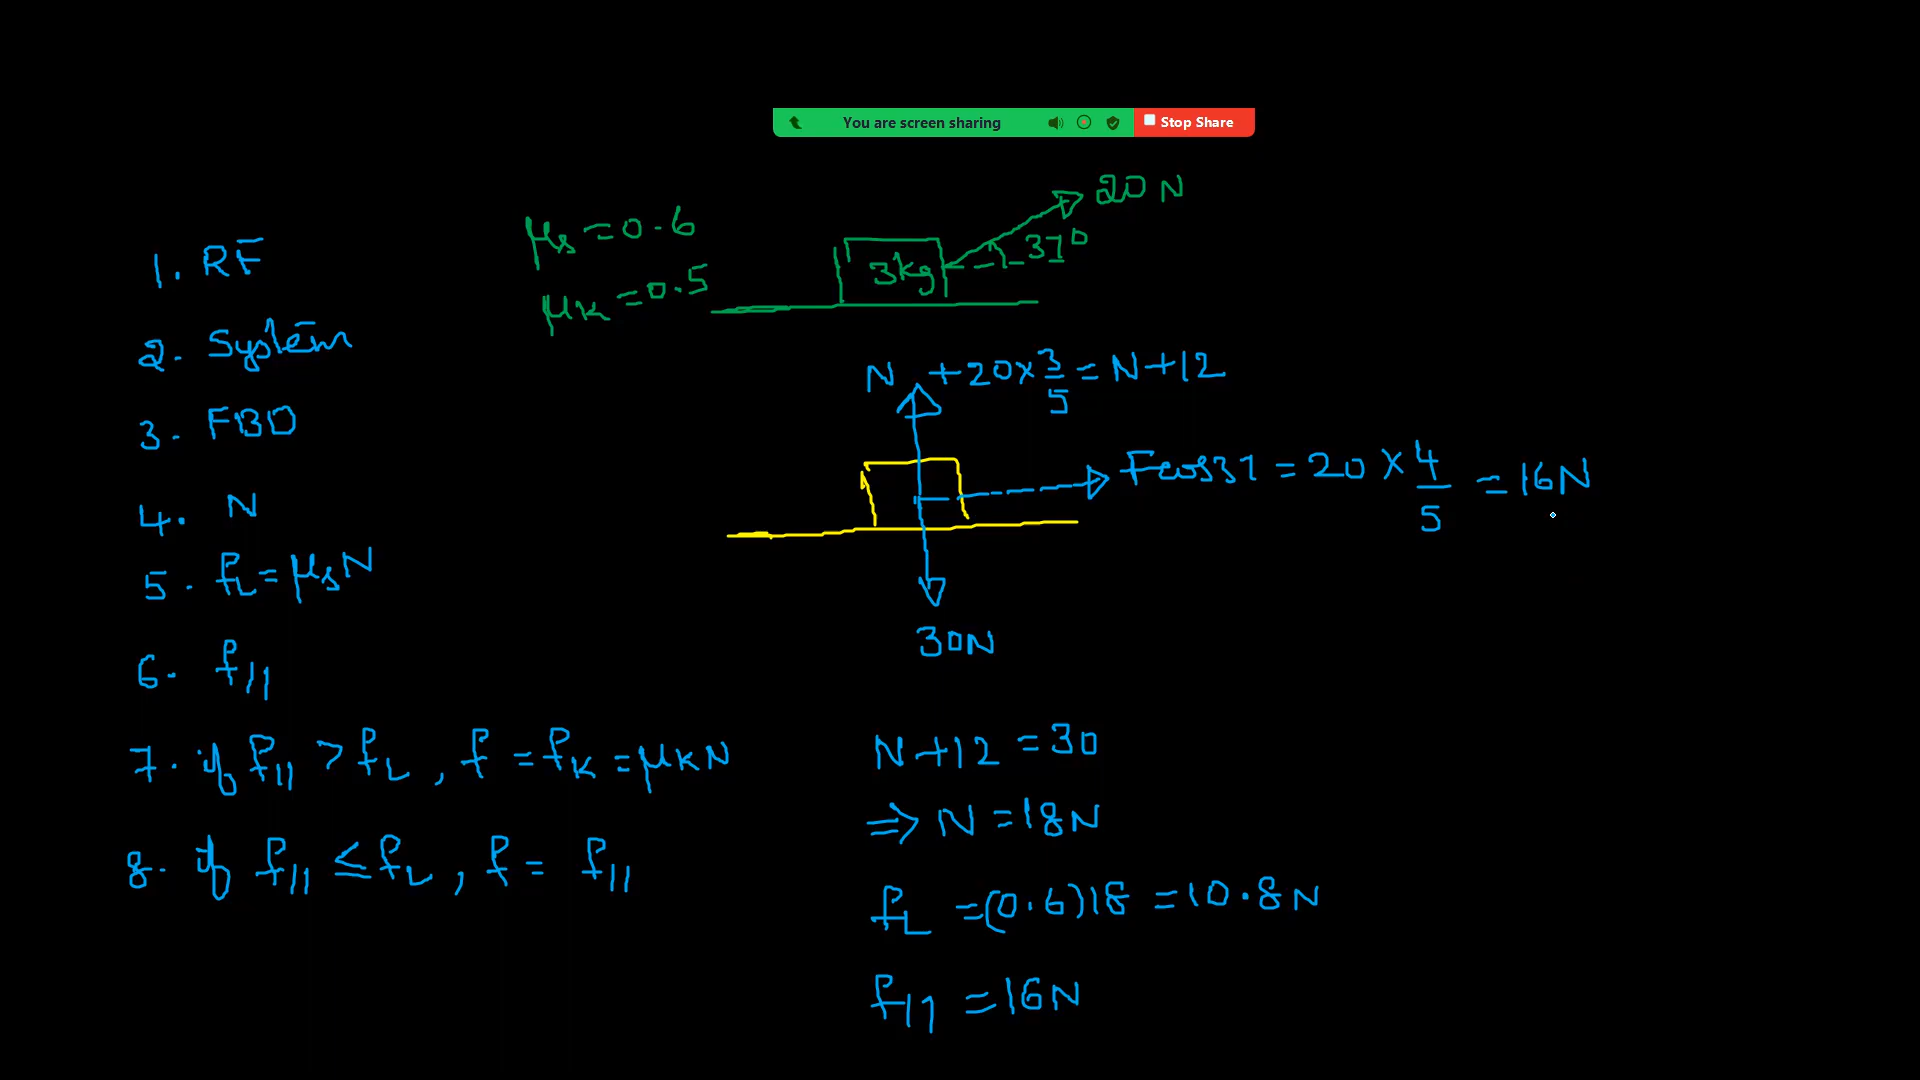 You are screen sharing Stop Share
μs = 0.6
μK = 0.5
3kg
20 N
37°
1. RF
2. System
3. FBD
4. N
5. fL = μsN
6. f||
7. if f|| > fL, f = fK = μKN
8. if f|| ≤ fL, f = f||
N + 20 × 3/5 = N + 12
Fcos37 = 20 × 4/5 = 16N
30N
N + 12 = 30
⇒ N = 18N
fL = (0.6)18 = 10.8N
f|| = 16N